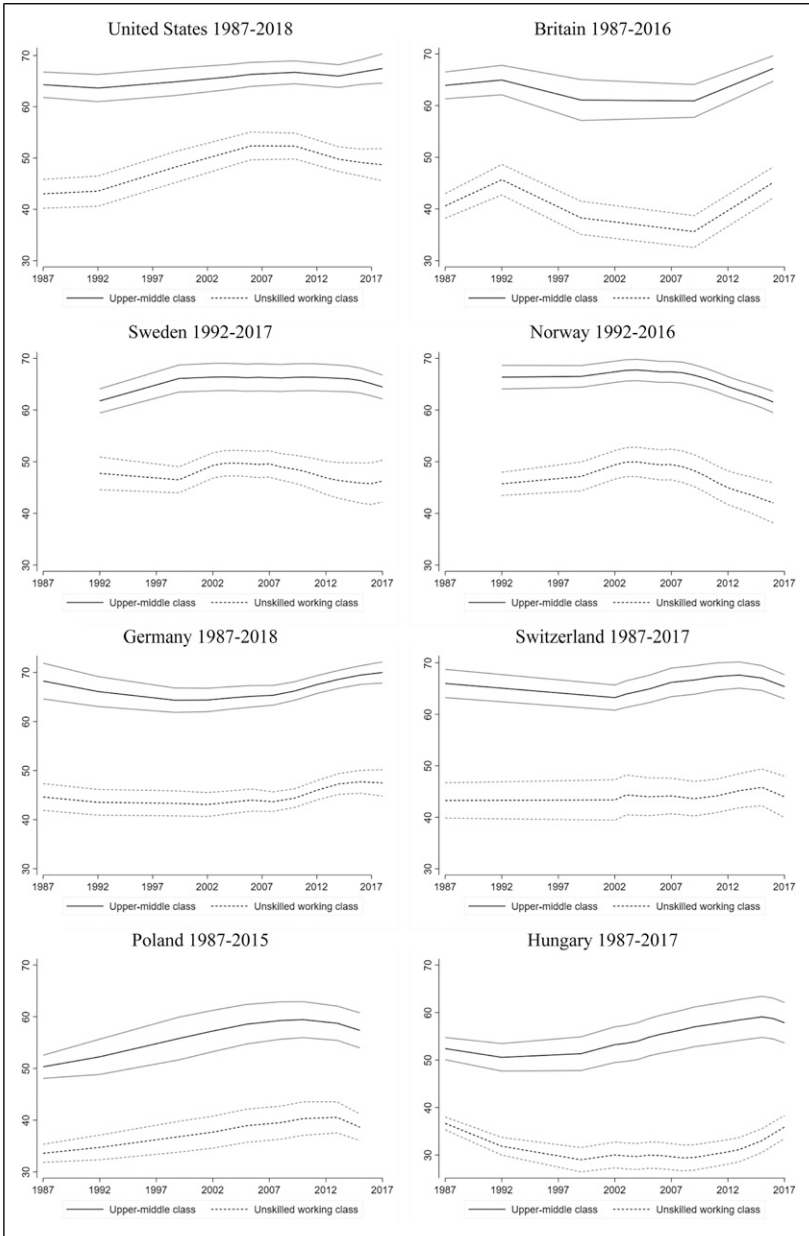 United States 1987-2018
70
60
50
40
30
1987 1992 1997 2002 2007 2012 2017
Upper-middle class Unskilled working class
Britain 1987-2016
70
60
50
40
30
1987 1992 1997 2002 2007 2012 2017
Upper-middle class Unskilled working class
Sweden 1992-2017
70
60
50
40
30
1987 1992 1997 2002 2007 2012 2017
Upper-middle class Unskilled working class
Norway 1992-2016
70
60
50
40
30
1987 1992 1997 2002 2007 2012 2017
Upper-middle class Unskilled working class
Germany 1987-2018
70
60
50
40
30
1987 1992 1997 2002 2007 2012 2017
Upper-middle class Unskilled working class
Switzerland 1987-2017
70
60
50
40
30
1987 1992 1997 2002 2007 2012 2017
Upper-middle class Unskilled working class
Poland 1987-2015
70
60
50
40
30
1987 1992 1997 2002 2007 2012 2017
Upper-middle class Unskilled working class
Hungary 1987-2017
70
60
50
40
30
1987 1992 1997 2002 2007 2012 2017
Upper-middle class Unskilled working class